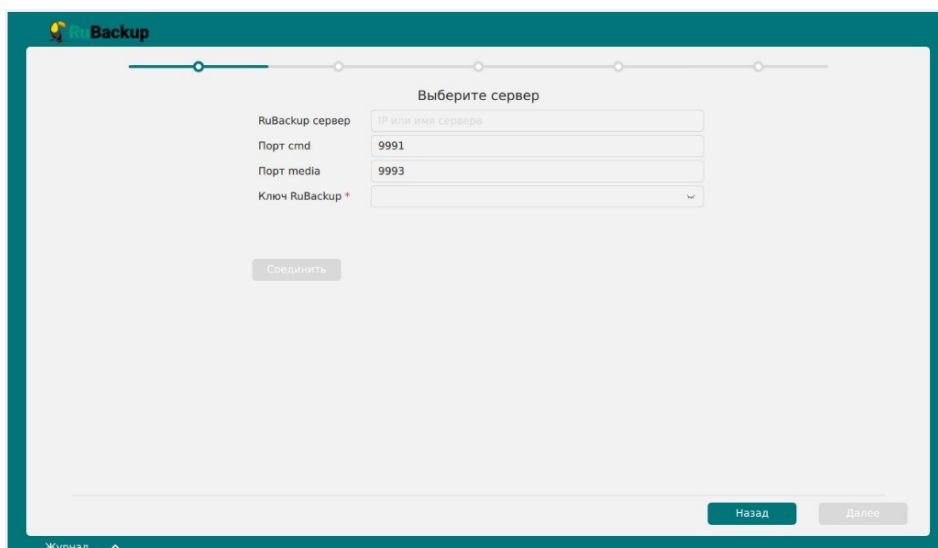 RuBackup
Выберите сервер
RuBackup сервер IP или имя сервера
Порт cmd 9991
Порт media 9993
Ключ RuBackup *
Соединить
Назад Далее
Журнал